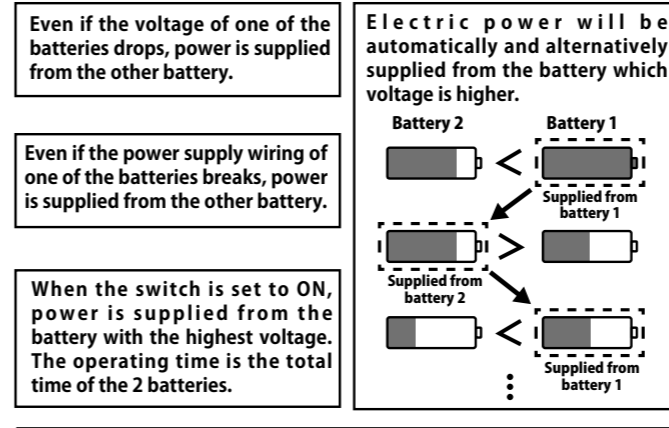 Even if the voltage of one of the
batteries drops, power is supplied
from the other battery.
Even if the power supply wiring of
one of the batteries breaks, power
is supplied from the other battery.
When the switch is set to ON,
power is supplied from the
battery with the highest voltage.
The operating time is the total
time of the 2 batteries.
Electric power will be
automatically and alternatively
supplied from the battery which
voltage is higher.
Battery 2 Battery 1
<
Supplied from
battery 1
>
Supplied from
battery 2
<
Supplied from
battery 1